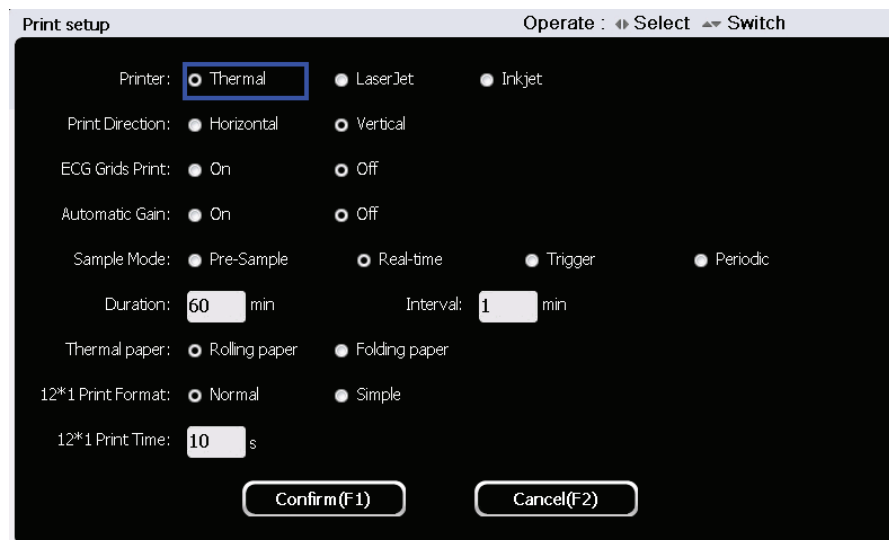 Print setup Operate : Select Switch
Printer: Thermal LaserJet Inkjet
Print Direction: Horizontal Vertical
ECG Grids Print: On Off
Automatic Gain: On Off
Sample Mode: Pre-Sample Real-time Trigger Periodic
Duration: 60 min Interval: 1 min
Thermal paper: Rolling paper Folding paper
12*1 Print Format: Normal Simple
12*1 Print Time: 10 s
Confirm(F1) Cancel(F2)